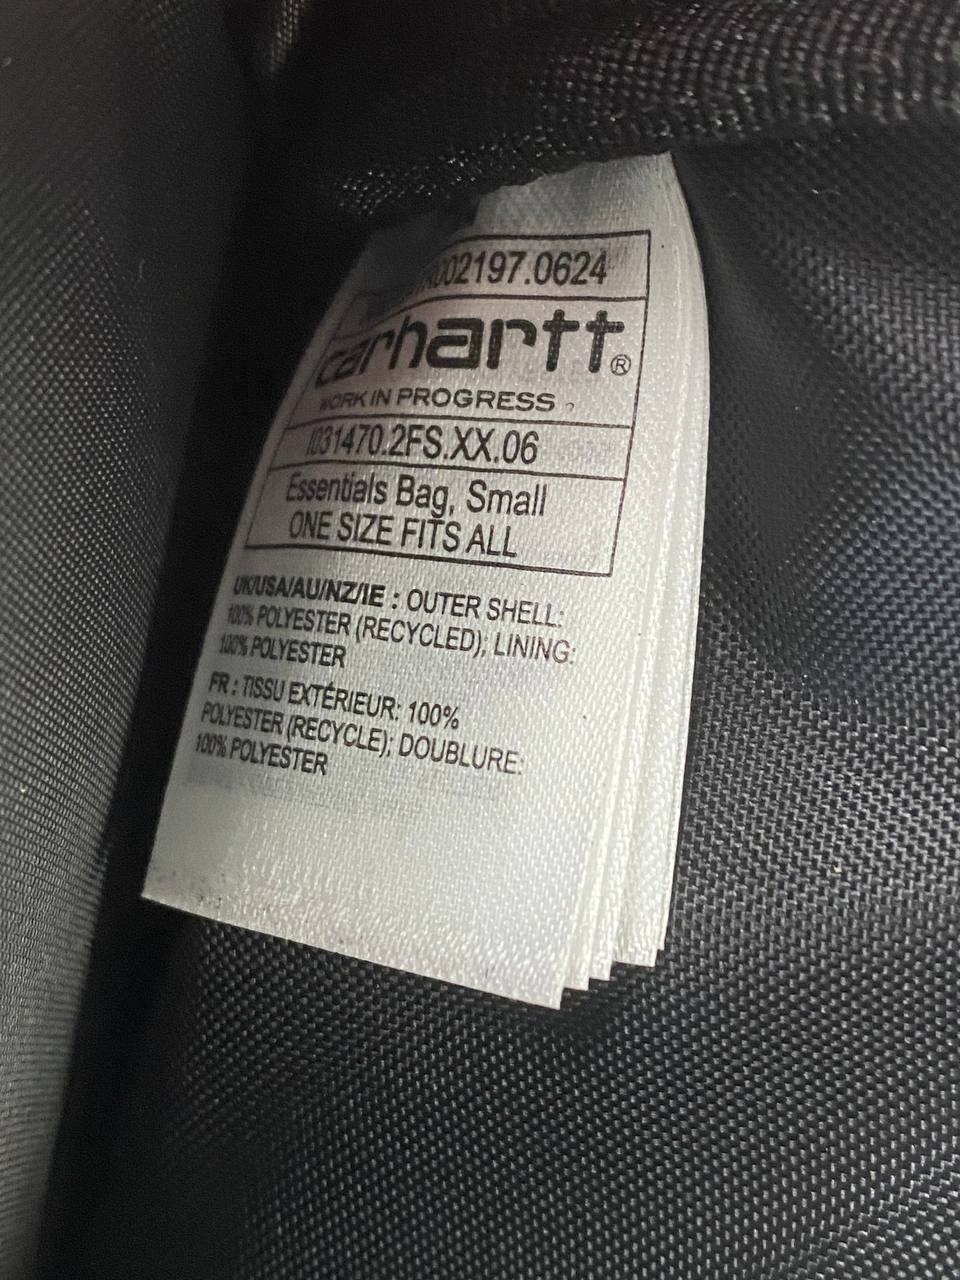 002197.0624
carhartt®
WORK IN PROGRESS
I031470.2FS.XX.06
Essentials Bag, Small
ONE SIZE FITS ALL
UK/USA/AU/NZ/IE : OUTER SHELL:
100% POLYESTER (RECYCLED); LINING:
100% POLYESTER
FR : TISSU EXTÉRIEUR: 100%
POLYESTER (RECYCLE); DOUBLURE:
100% POLYESTER